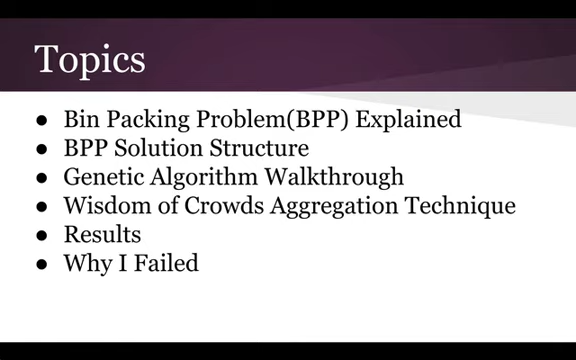 Topics
● Bin Packing Problem(BPP) Explained
● BPP Solution Structure
● Genetic Algorithm Walkthrough
● Wisdom of Crowds Aggregation Technique
● Results
● Why I Failed